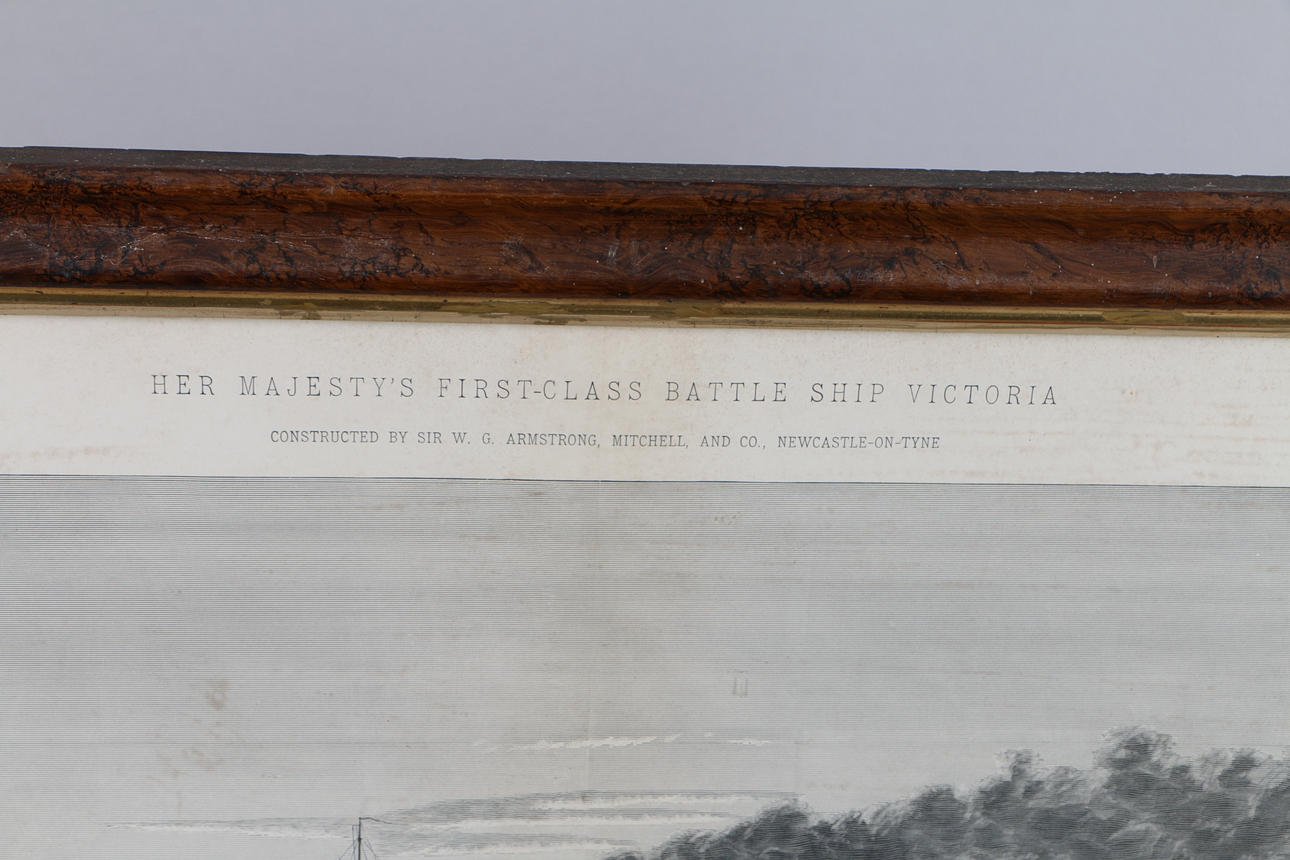 HER MAJESTY'S FIRST-CLASS BATTLE SHIP VICTORIA
CONSTRUCTED BY SIR W. G. ARMSTRONG, MITCHELL, AND CO., NEWCASTLE-ON-TYNE